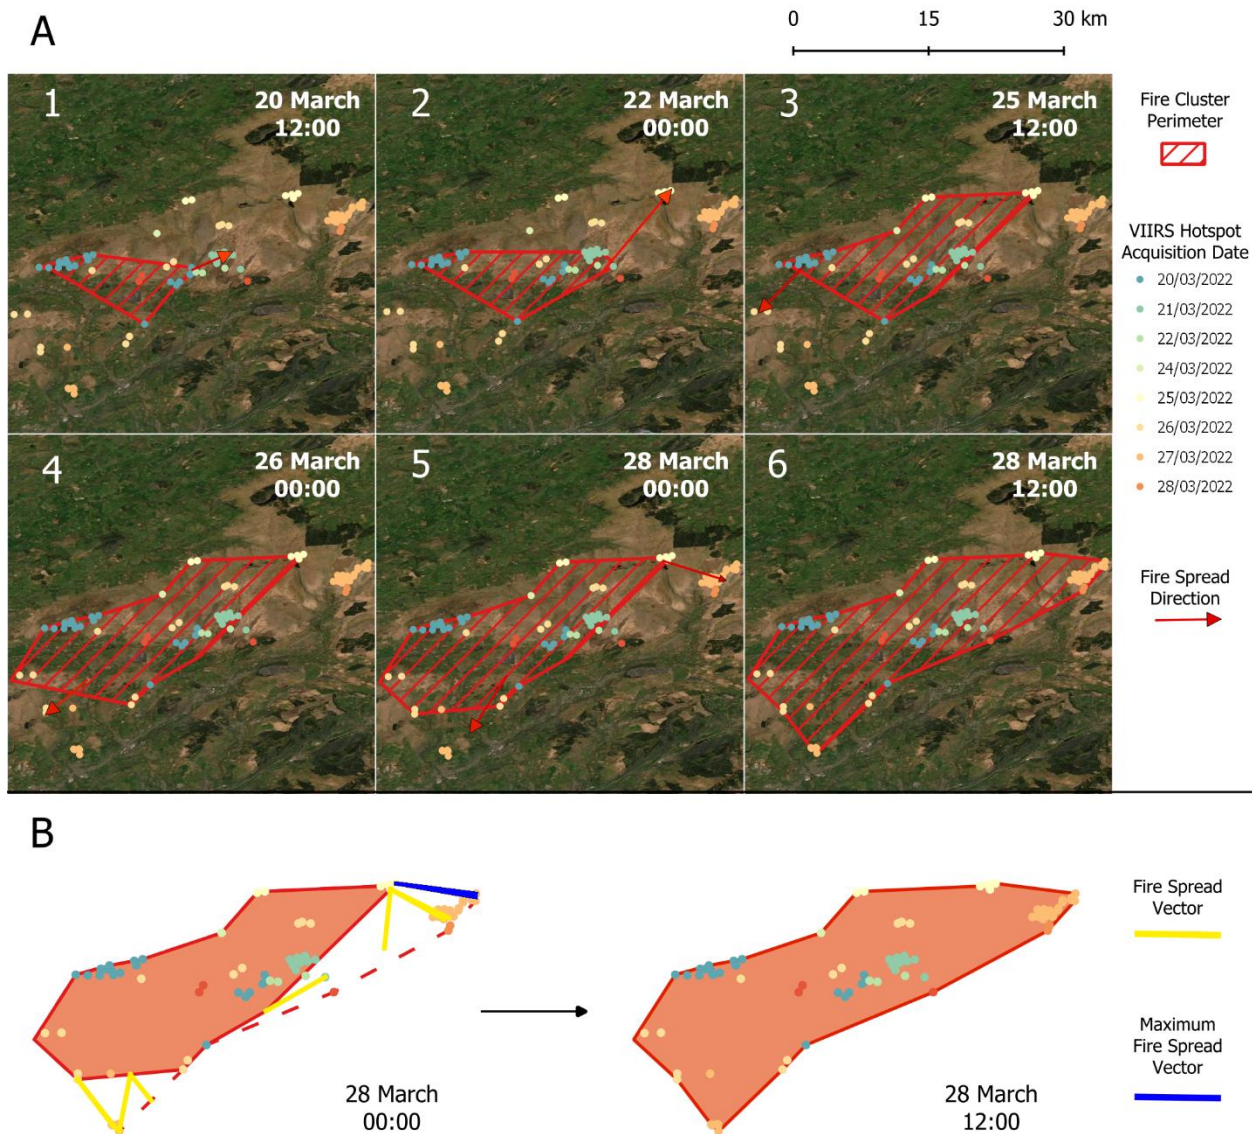 A
0 15 30 km
1
20 March
12:00
2
22 March
00:00
3
25 March
12:00
Fire Cluster
Perimeter
VIIRS Hotspot
Acquisition Date
20/03/2022
21/03/2022
22/03/2022
24/03/2022
25/03/2022
26/03/2022
27/03/2022
28/03/2022
4
26 March
00:00
5
28 March
00:00
6
28 March
12:00
Fire Spread
Direction
B
28 March
00:00
28 March
12:00
Fire Spread
Vector
Maximum
Fire Spread
Vector